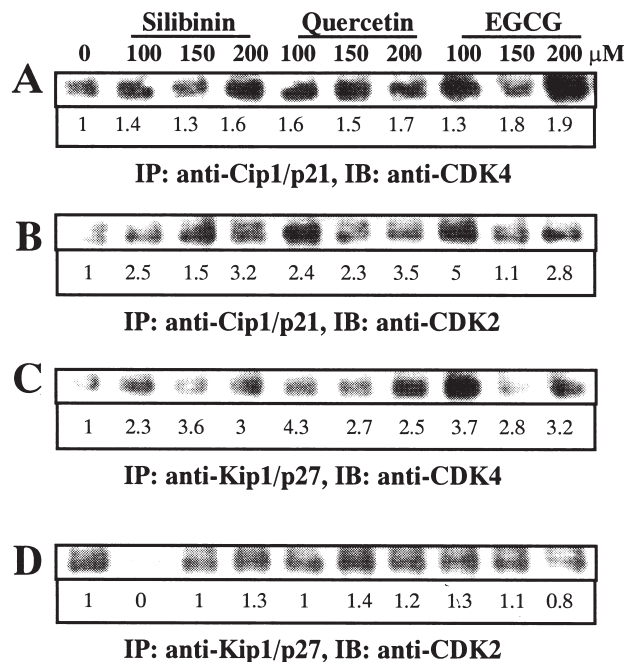 Silibinin Quercetin EGCG
0 100 150 200 100 150 200 100 150 200 μM
A
1 1.4 1.3 1.6 1.6 1.5 1.7 1.3 1.8 1.9
IP: anti-Cip1/p21, IB: anti-CDK4
B
1 2.5 1.5 3.2 2.4 2.3 3.5 5 1.1 2.8
IP: anti-Cip1/p21, IB: anti-CDK2
C
1 2.3 3.6 3 4.3 2.7 2.5 3.7 2.8 3.2
IP: anti-Kip1/p27, IB: anti-CDK4
D
1 0 1 1.3 1 1.4 1.2 1.3 1.1 0.8
IP: anti-Kip1/p27, IB: anti-CDK2